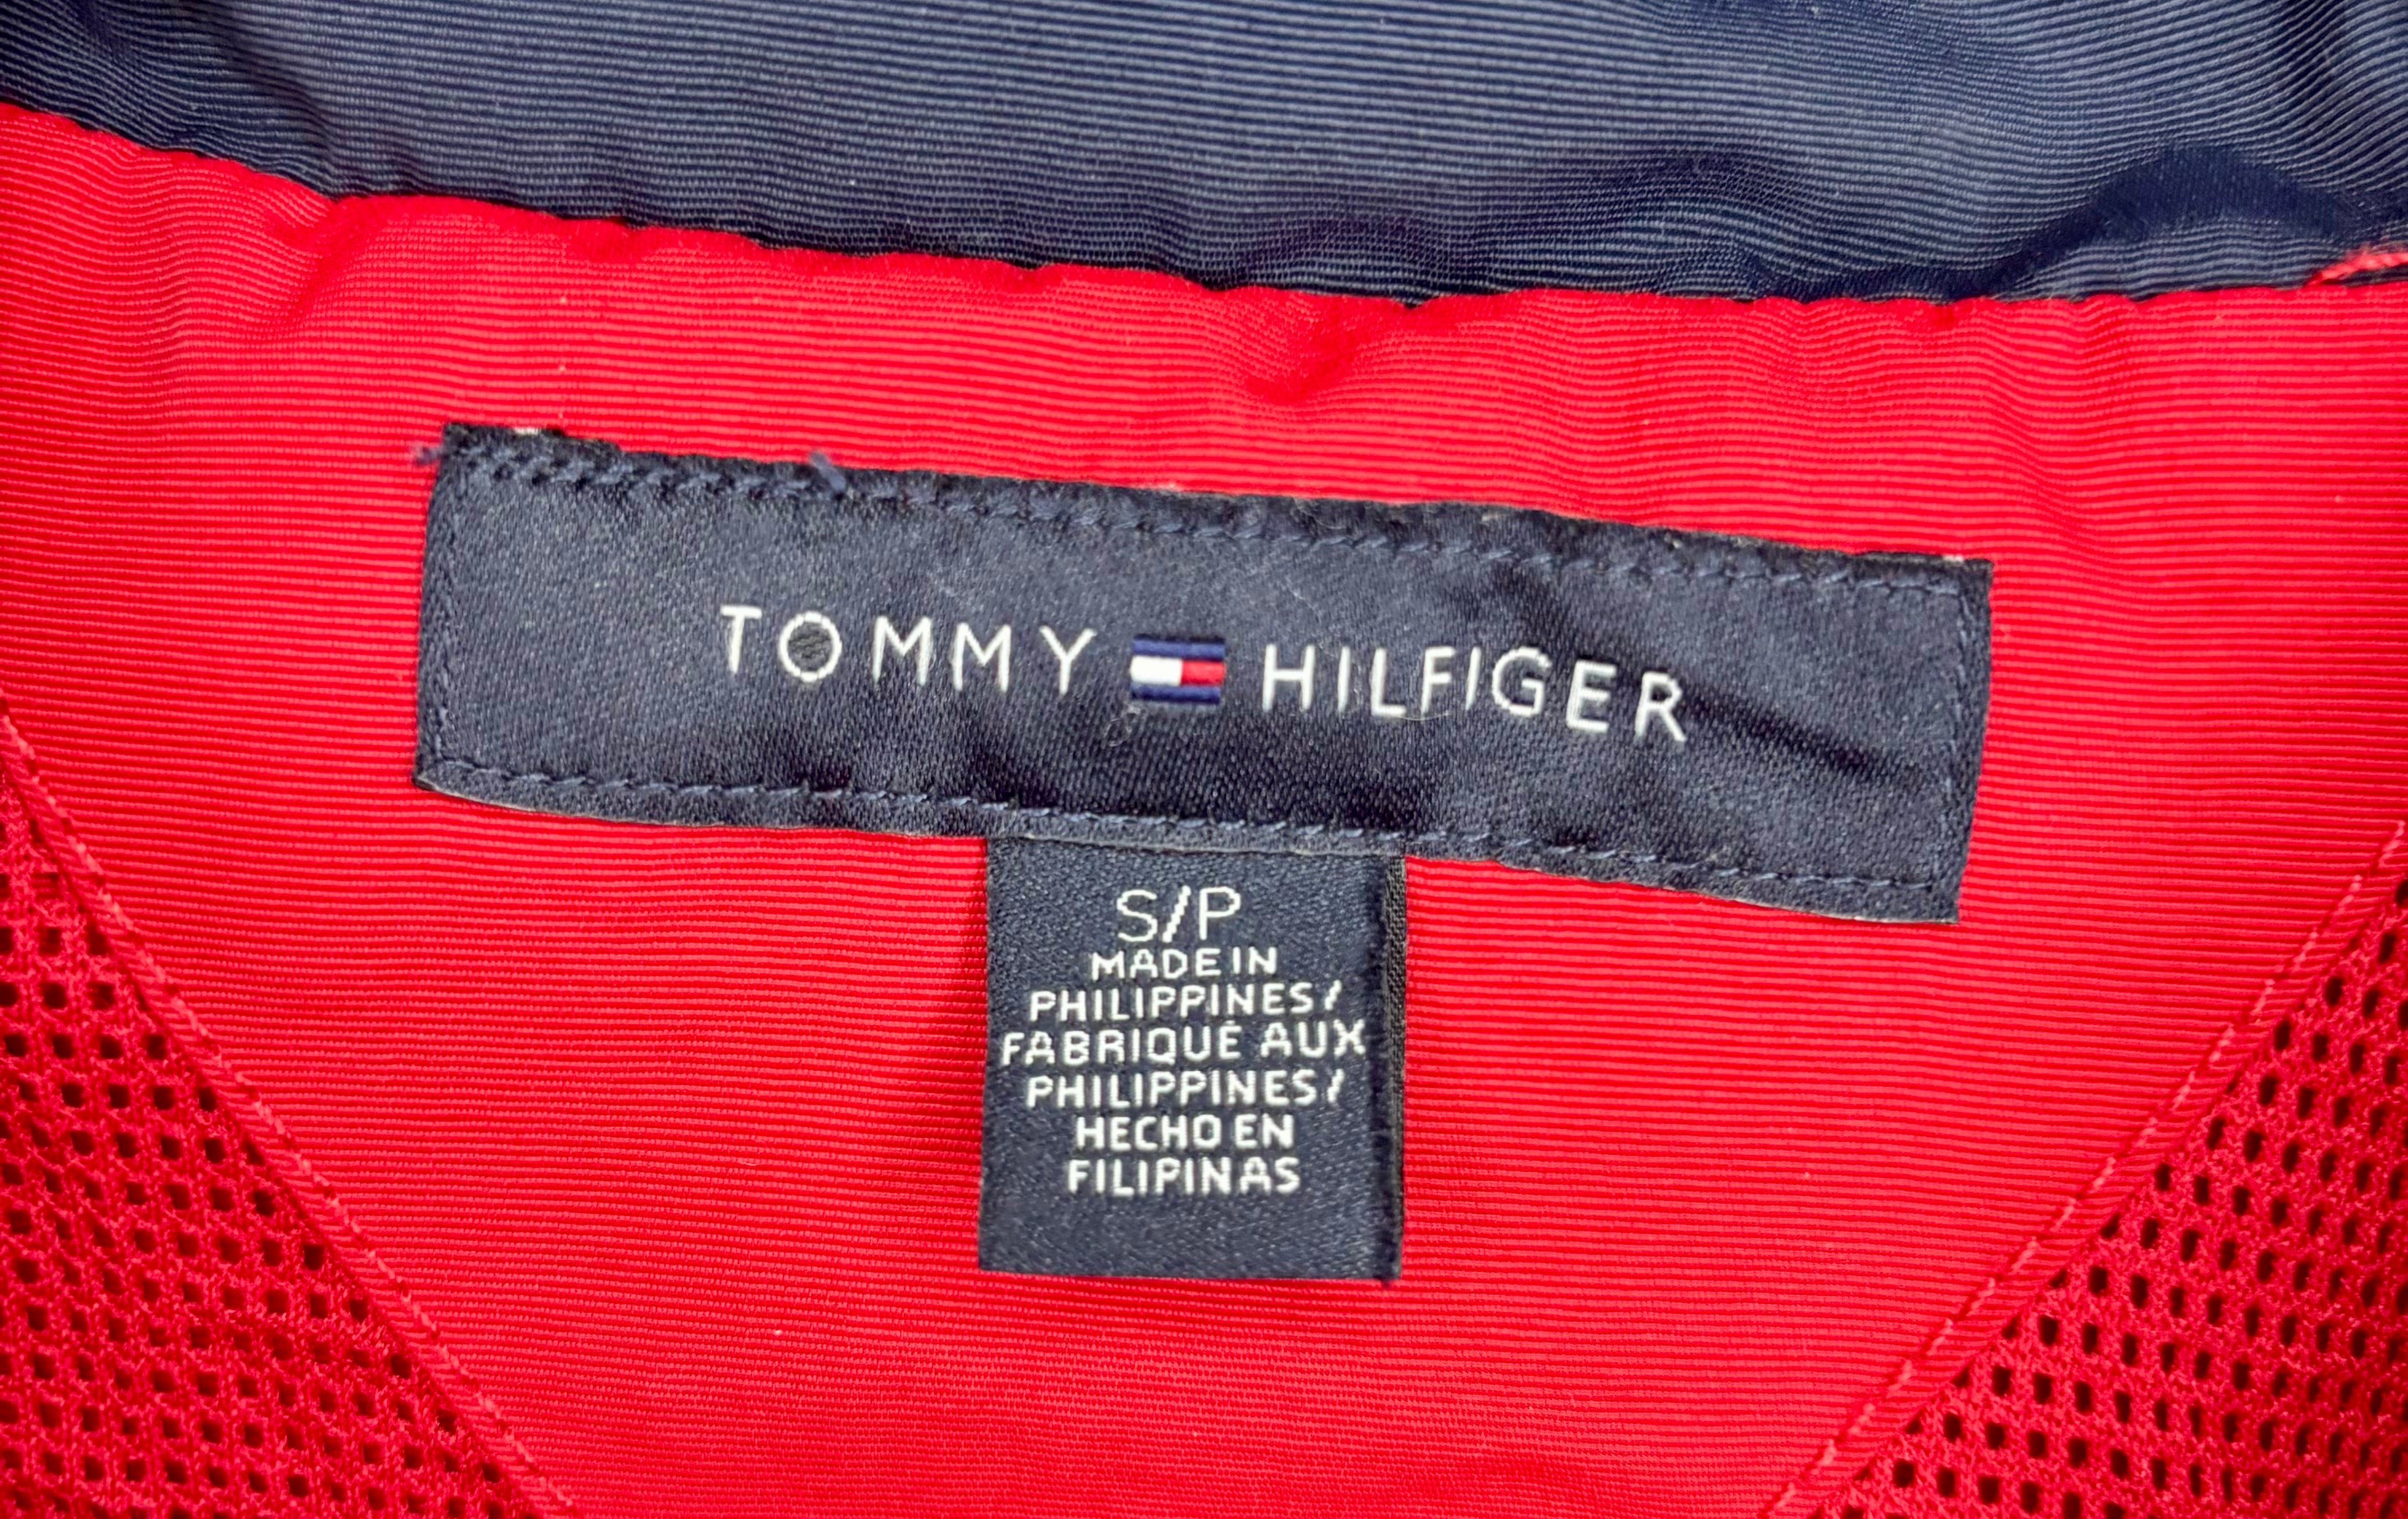 TOMMY HILFIGER
S/P
MADE IN
PHILIPPINES/
FABRIQUÉ AUX
PHILIPPINES/
HECHO EN
FILIPINAS